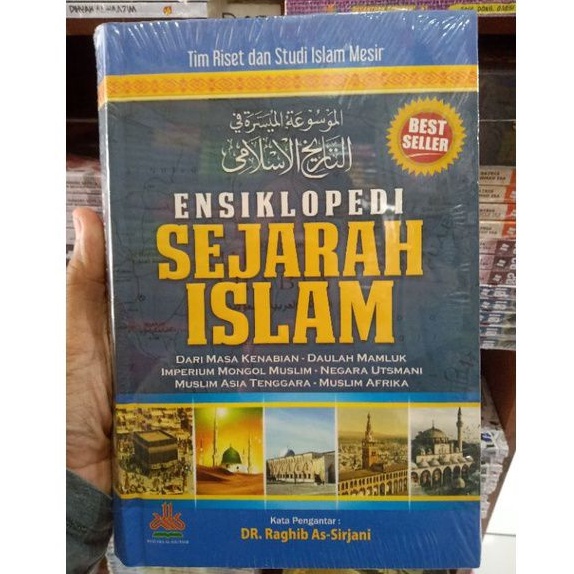 Tim Riset dan Studi Islam Mesir
الموسوعة الميسرة في
التاريخ الإسلامي
BEST
SELLER
ENSIKLOPEDI
SEJARAH
ISLAM
DARI MASA KENABIAN - DAULAH MAMLUK
IMPERIUM MONGOL MUSLIM - NEGARA UTSMANI
MUSLIM ASIA TENGGARA - MUSLIM AFRIKA
Kata Pengantar :
DR. Raghib As-Sirjani